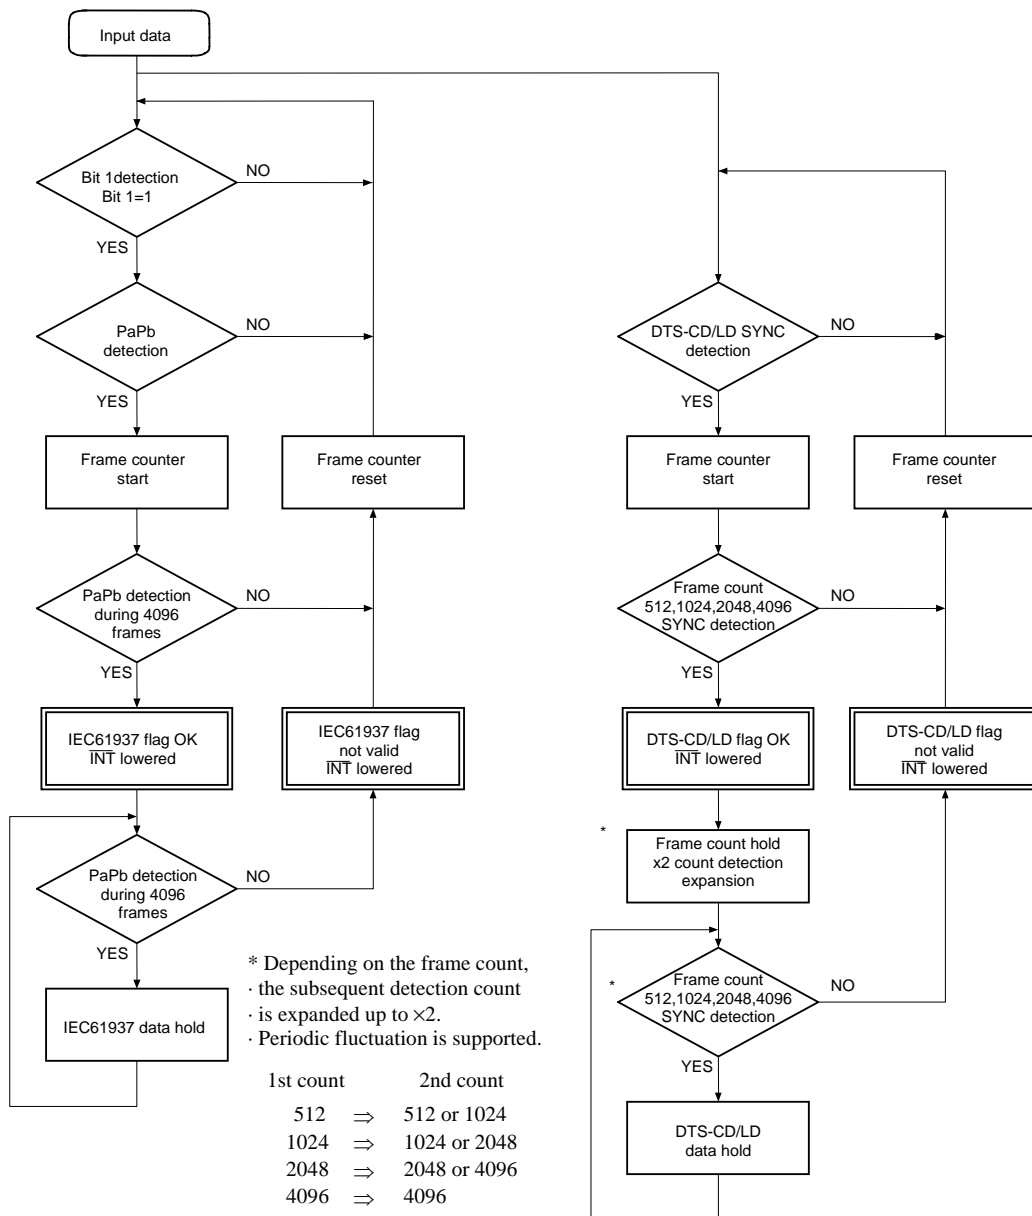 Input data
Bit 1detection
Bit 1=1
NO
YES
PaPb
detection
NO
YES
Frame counter
start
Frame counter
reset
PaPb detection
during 4096
frames
NO
YES
IEC61937 flag OK
INT lowered
IEC61937 flag
not valid
INT lowered
PaPb detection
during 4096
frames
NO
YES
IEC61937 data hold
DTS-CD/LD SYNC
detection
NO
YES
Frame counter
start
Frame counter
reset
Frame count
512,1024,2048,4096
SYNC detection
NO
YES
DTS-CD/LD flag OK
INT lowered
DTS-CD/LD flag
not valid
INT lowered
*
Frame count hold
x2 count detection
expansion
*
Frame count
512,1024,2048,4096
SYNC detection
NO
YES
DTS-CD/LD
data hold
* Depending on the frame count,
· the subsequent detection count
· is expanded up to ×2.
· Periodic fluctuation is supported.
1st count 2nd count
512 ⇒ 512 or 1024
1024 ⇒ 1024 or 2048
2048 ⇒ 2048 or 4096
4096 ⇒ 4096